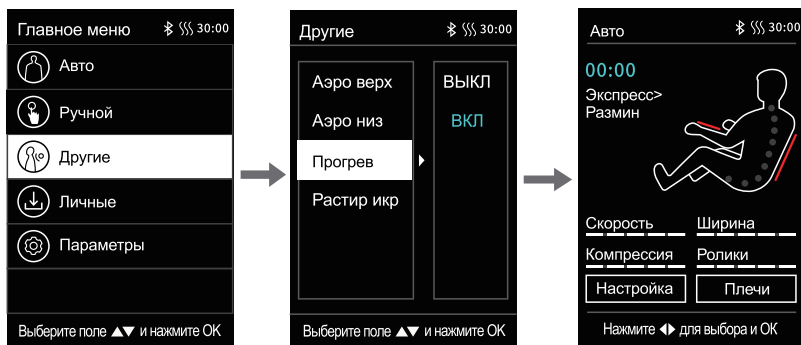 Главное меню 30:00
Авто
Ручной
Другие
Личные
Параметры
Выберите поле ▲▼ и нажмите OK
Другие 30:00
Аэро верх ВЫКЛ
Аэро низ ВКЛ
Прогрев
Растир икр
Выберите поле ▲▼ и нажмите OK
Авто 30:00
00:00
Экспресс>
Размин
Скорость Ширина
Компрессия Ролики
Настройка Плечи
Нажмите ◀▶ для выбора и ОК